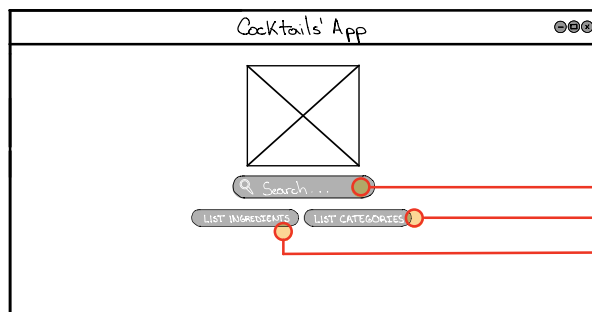 Cocktails' App
Search...
LIST INGREDIENTS
LIST CATEGORIES